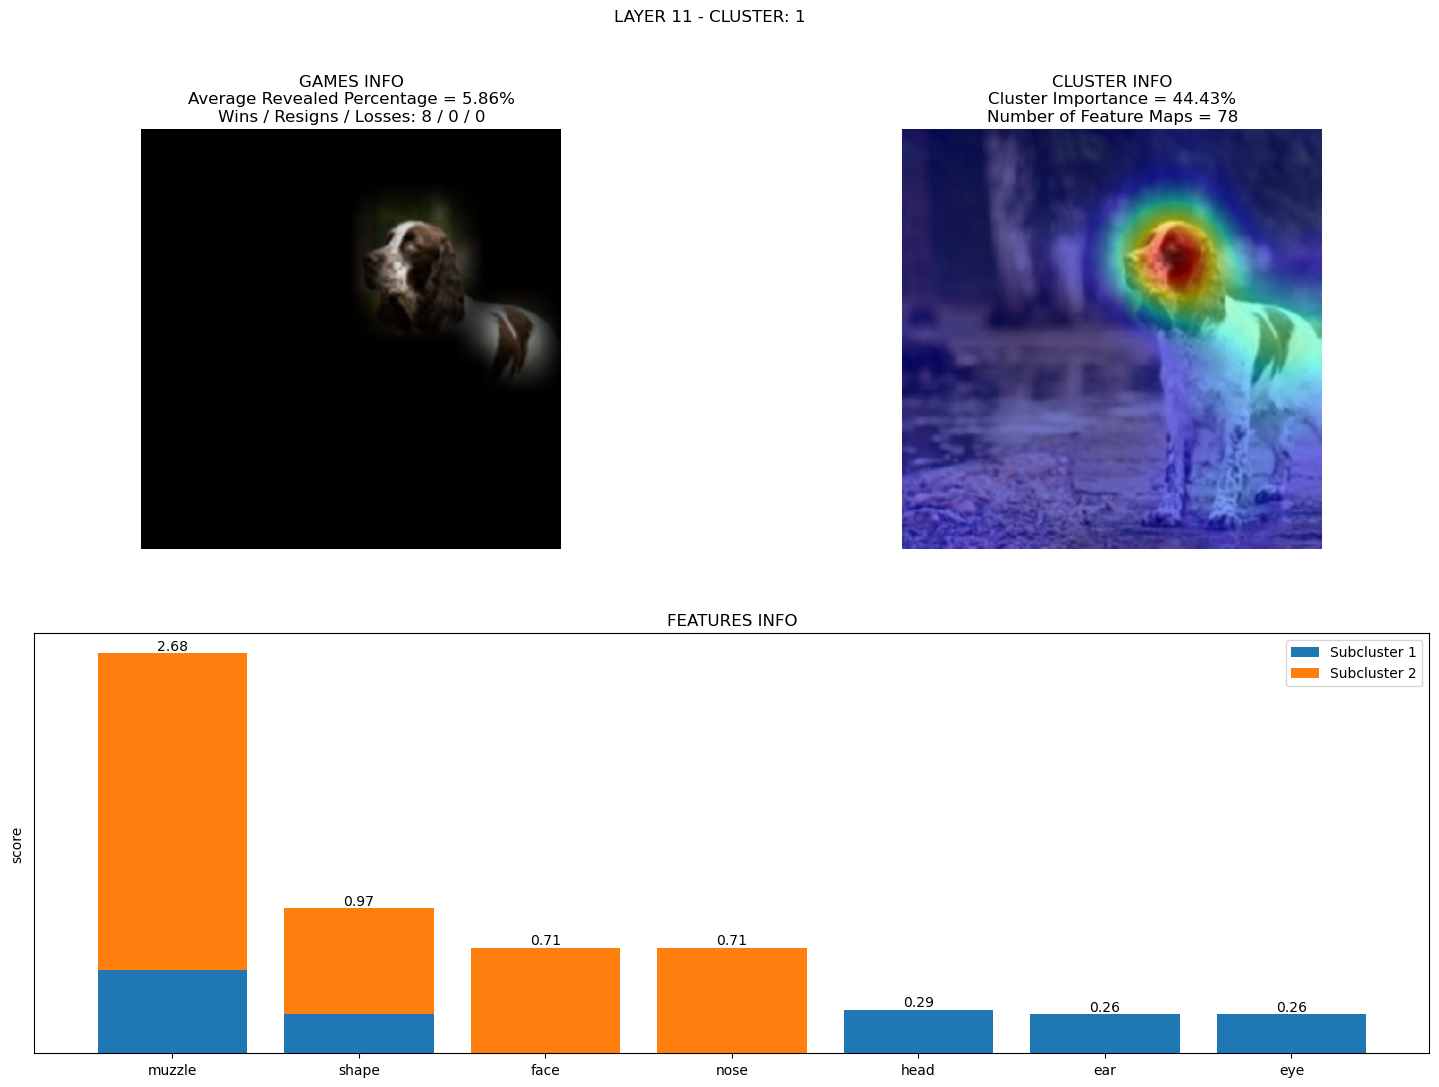 LAYER 11 - CLUSTER: 1
GAMES INFO
Average Revealed Percentage = 5.86%
Wins / Resigns / Losses: 8 / 0 / 0
CLUSTER INFO
Cluster Importance = 44.43%
Number of Feature Maps = 78
FEATURES INFO
Subcluster 1
Subcluster 2
2.68
0.97
0.71
0.71
0.29
0.26
0.26
score
muzzle
shape
face
nose
head
ear
eye